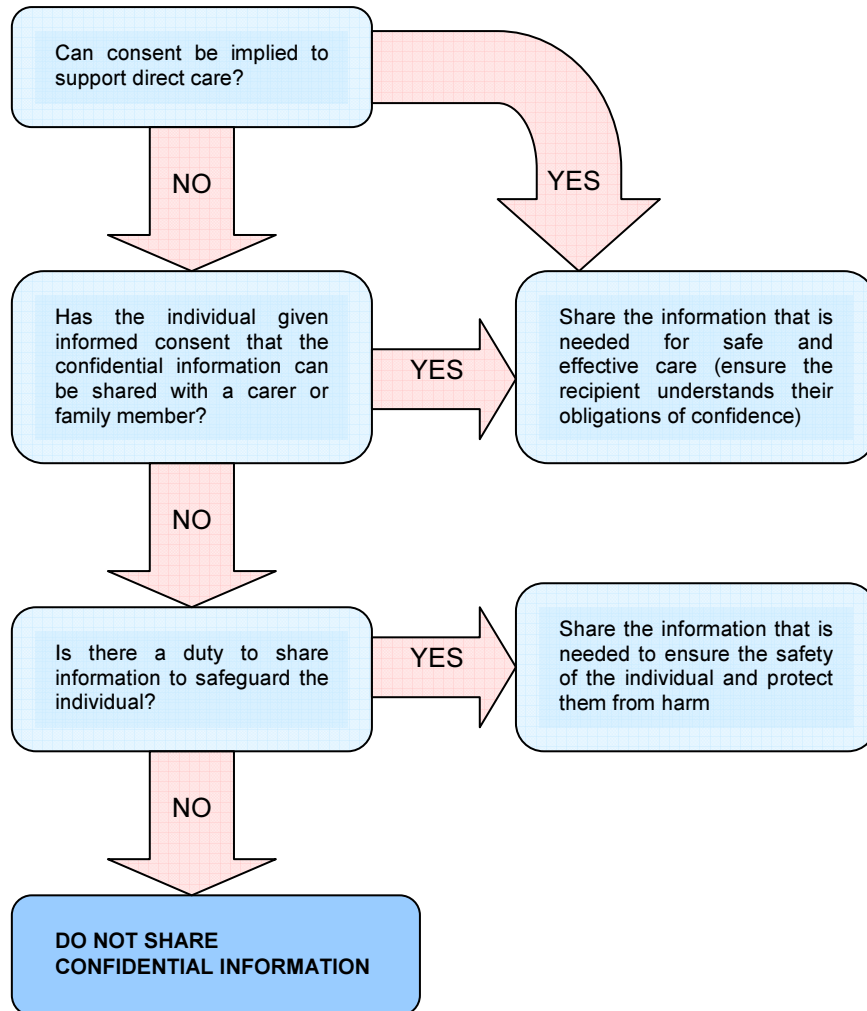 Can consent be implied to
support direct care?
NO
YES
Has the individual given
informed consent that the
confidential information can
be shared with a carer or
family member?
YES
Share the information that is
needed for safe and
effective care (ensure the
recipient understands their
obligations of confidence)
NO
Is there a duty to share
information to safeguard the
individual?
YES
Share the information that is
needed to ensure the safety
of the individual and protect
them from harm
NO
DO NOT SHARE
CONFIDENTIAL INFORMATION